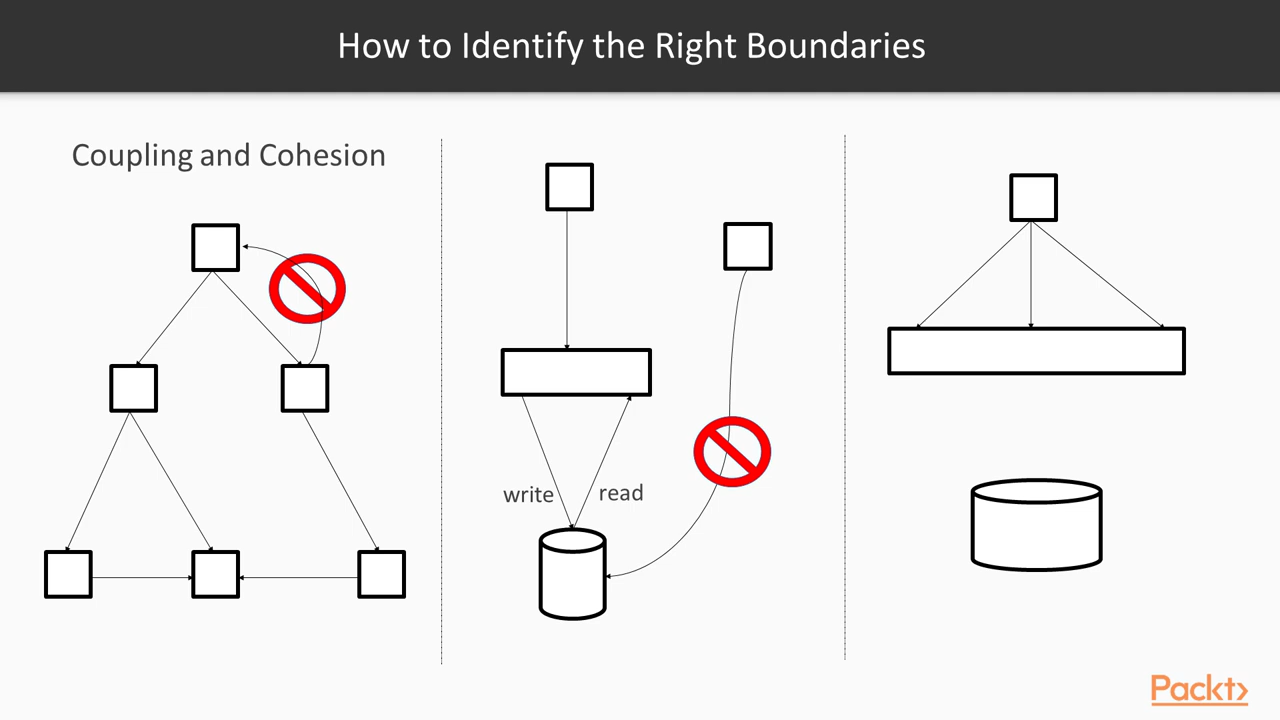 How to Identify the Right Boundaries
Coupling and Cohesion
write
read
Packt>